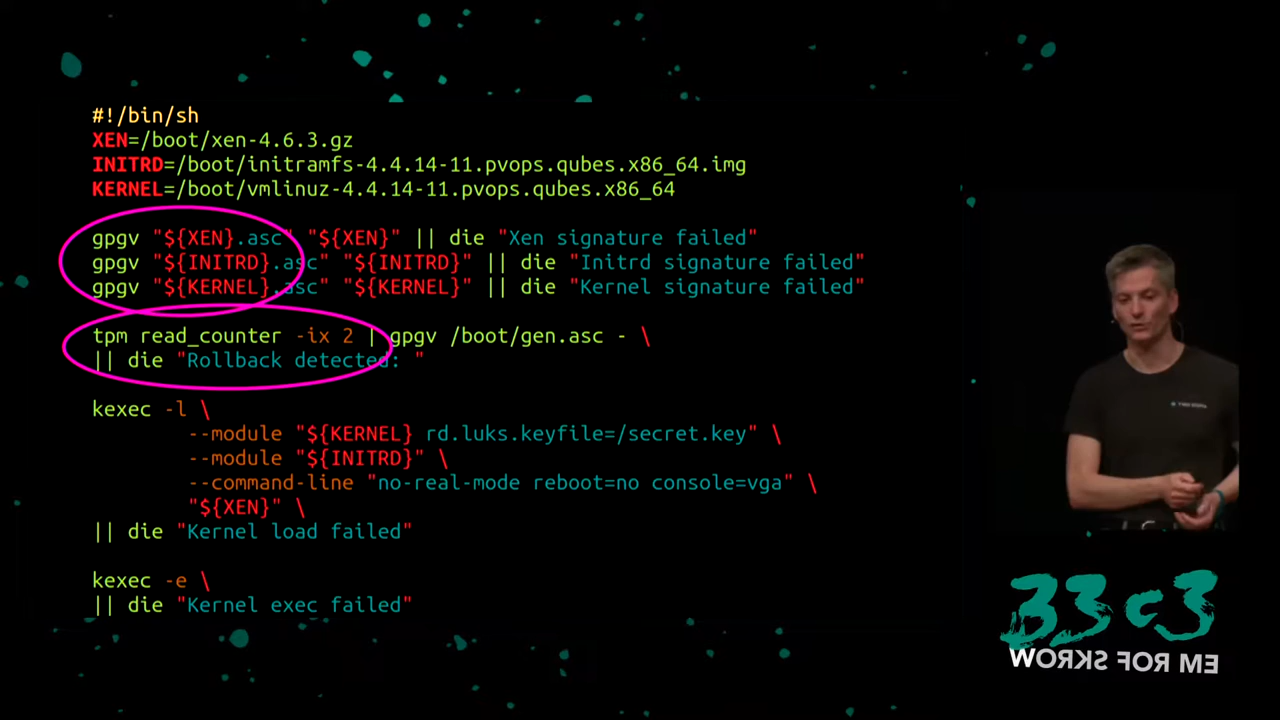 #!/bin/sh
XEN=/boot/xen-4.6.3.gz
INITRD=/boot/initramfs-4.4.14-11.pvops.qubes.x86_64.img
KERNEL=/boot/vmlinuz-4.4.14-11.pvops.qubes.x86_64
gpgv "${XEN}.asc" "${XEN}" || die "Xen signature failed"
gpgv "${INITRD}.asc" "${INITRD}" || die "Initrd signature failed"
gpgv "${KERNEL}.asc" "${KERNEL}" || die "Kernel signature failed"
tpm read_counter -ix 2 | gpgv /boot/gen.asc - \
|| die "Rollback detected: "
kexec -l \
--module "${KERNEL} rd.luks.keyfile=/secret.key" \
--module "${INITRD}" \
--command-line "no-real-mode reboot=no console=vga" \
"${XEN}" \
|| die "Kernel load failed"
kexec -e \
|| die "Kernel exec failed"
33c3
WORKS FOR ME